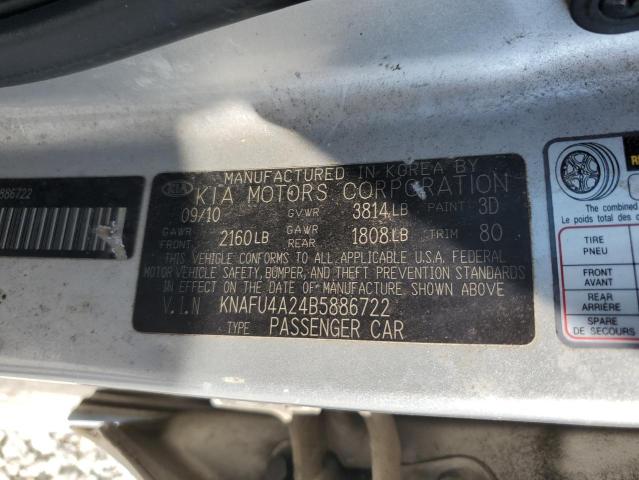 886722
MANUFACTURED IN KOREA BY
KIA KIA MOTORS CORPORATION
09/10 GVWR 3814LB PAINT 3D
GAWR FRONT 2160LB GAWR REAR 1808LB TRIM 80
THIS VEHICLE CONFORMS TO ALL APPLICABLE U.S.A. FEDERAL
MOTOR VEHICLE SAFETY, BUMPER, AND THEFT PREVENTION STANDARDS
IN EFFECT ON THE DATE OF MANUFACTURE SHOWN ABOVE
V.I.N KNAFU4A24B5886722
TYPE PASSENGER CAR
The combined
Le poids total des
TIRE
PNEU
FRONT
AVANT
REAR
ARRIÈRE
SPARE
DE SECOURS